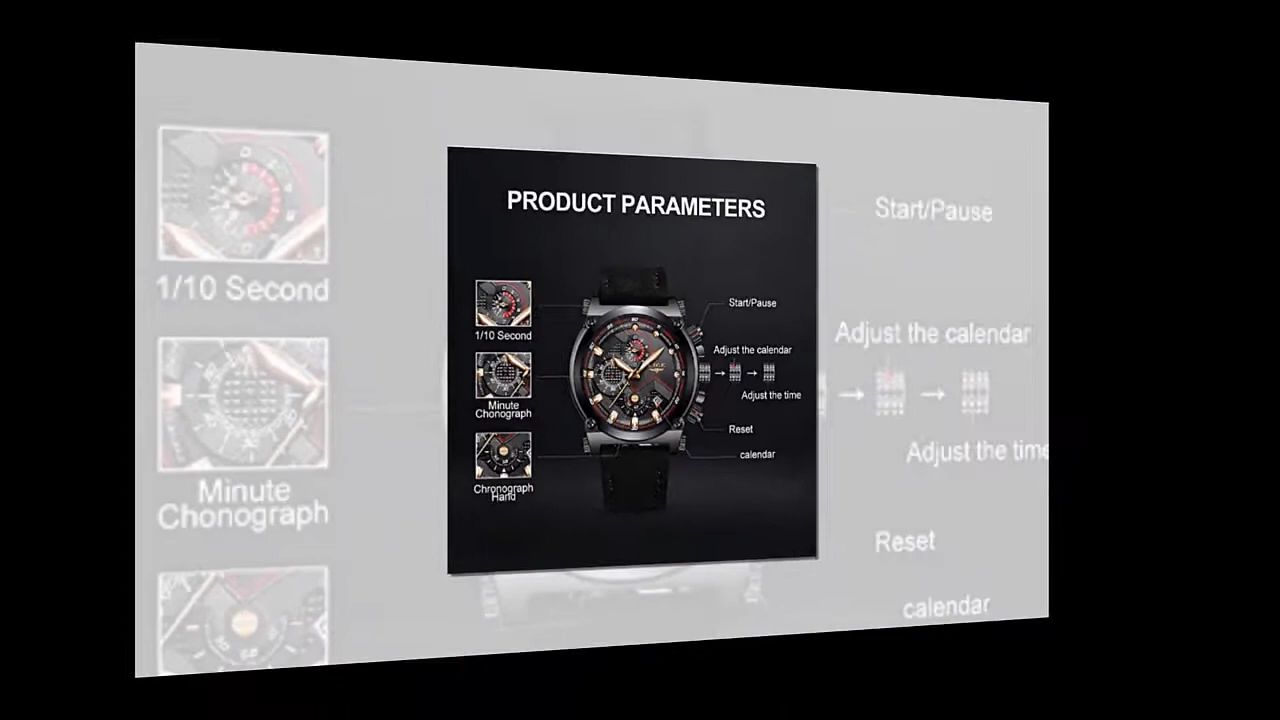 PRODUCT PARAMETERS
1/10 Second
Minute
Chonograph
Chronograph
Hand
Start/Pause
Adjust the calendar
Adjust the time
Reset
calendar
1/10 Second
Minute
Chonograph
Start/Pause
Adjust the calendar
Adjust the time
Reset
calendar